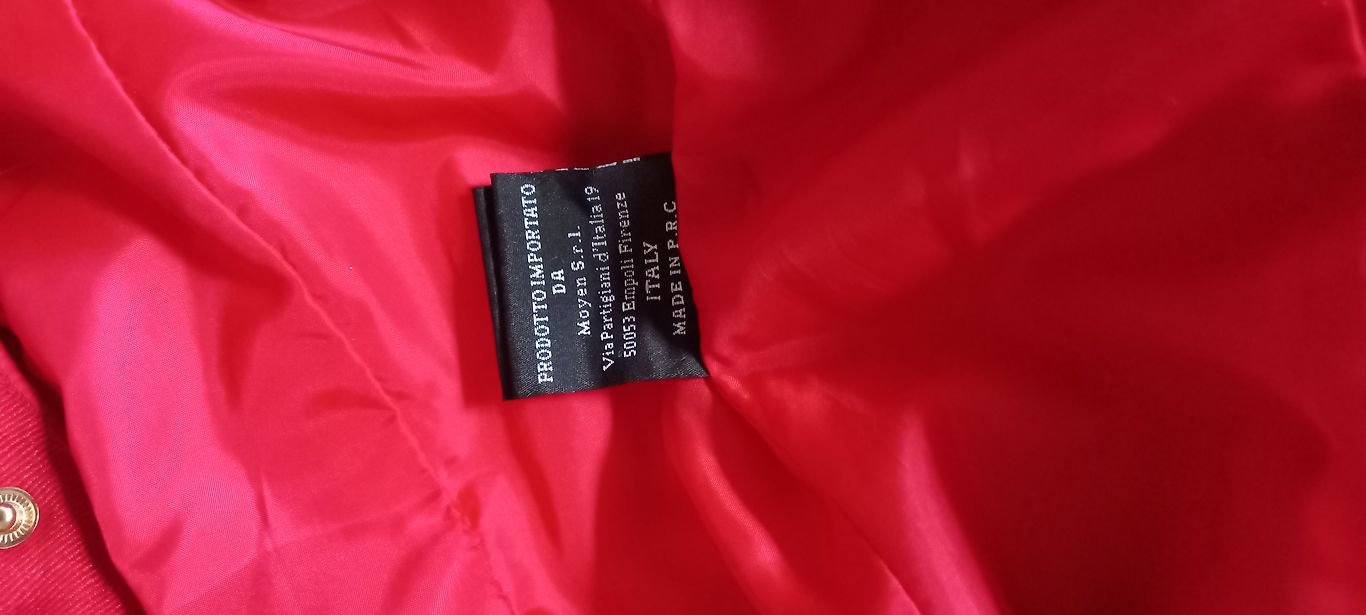 PRODOTTO IMPORTATO
DA
Moyen S.r.l.
Via Partigiani d'Italia 19
50053 Empoli Firenze
ITALY
MADE IN P.R.C